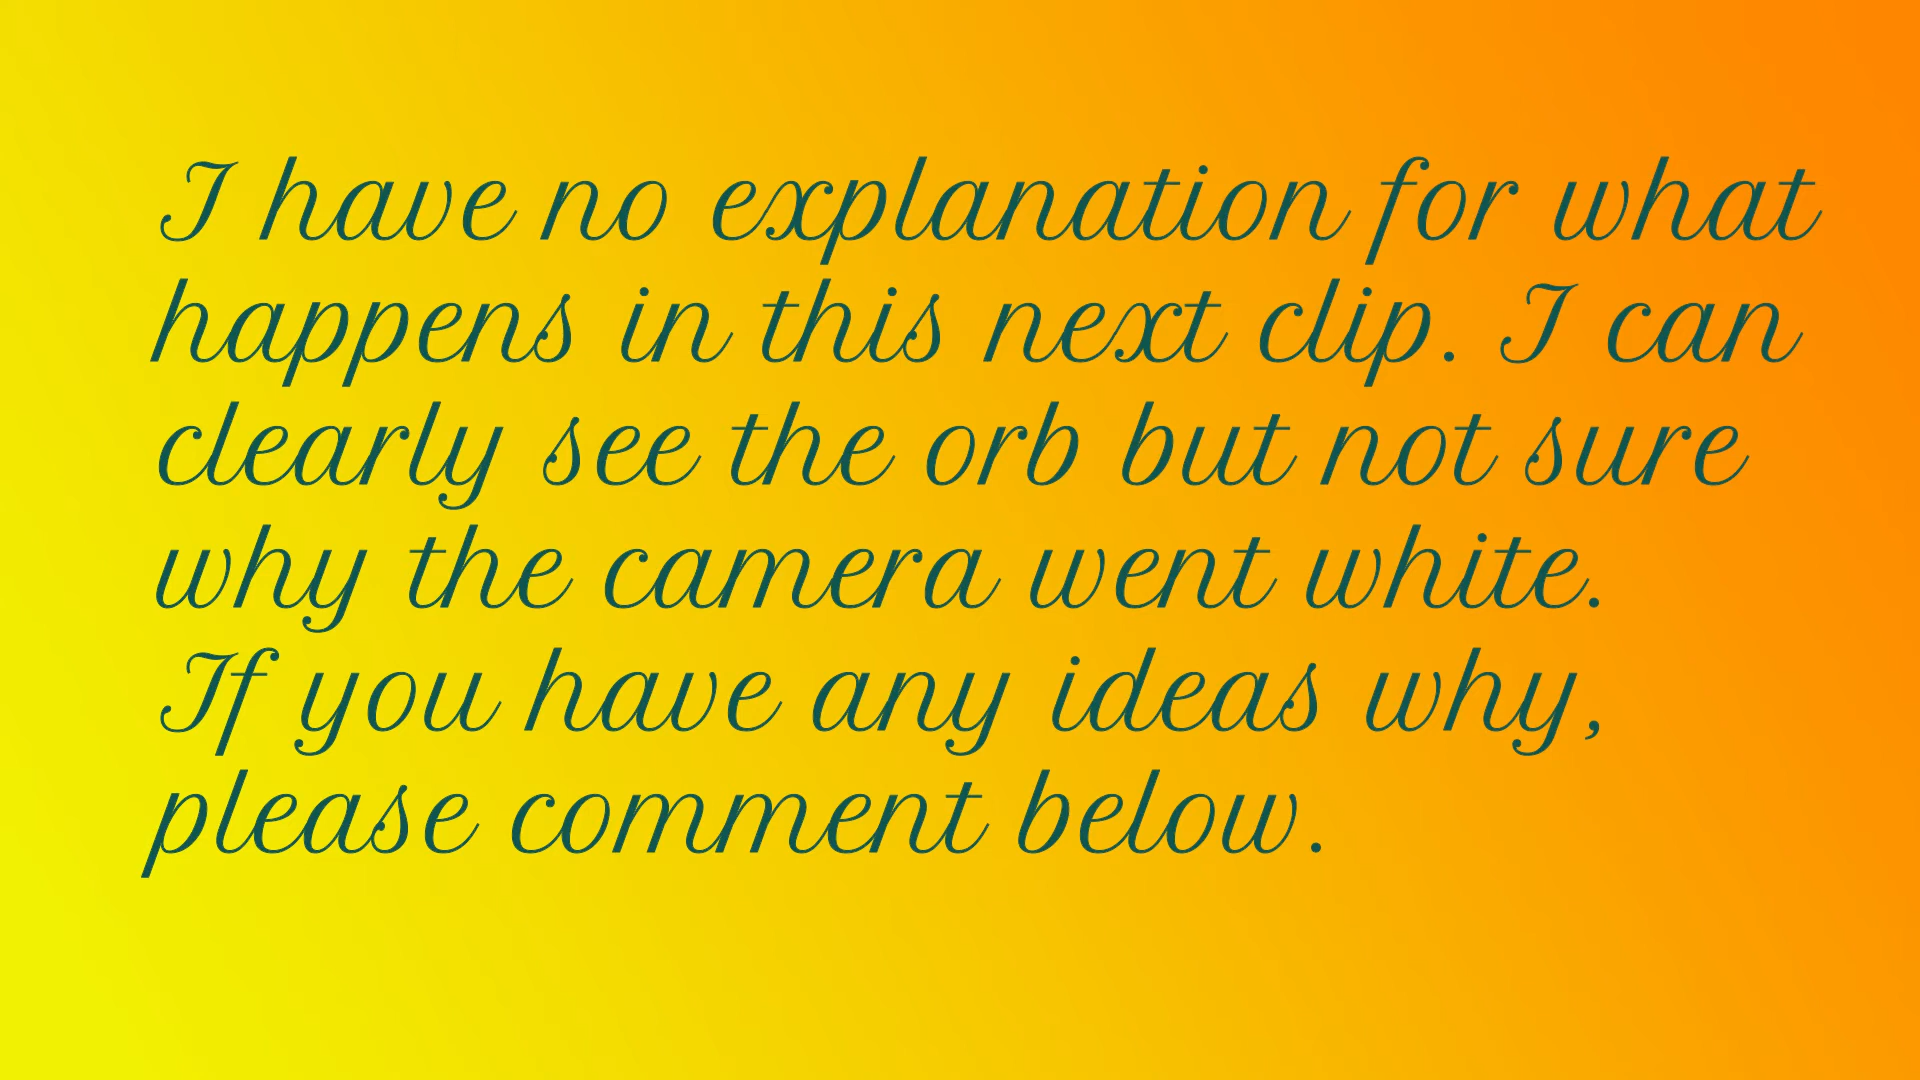 I have no explanation for what
happens in this next clip. I can
clearly see the orb but not sure
why the camera went white.
If you have any ideas why,
please comment below.